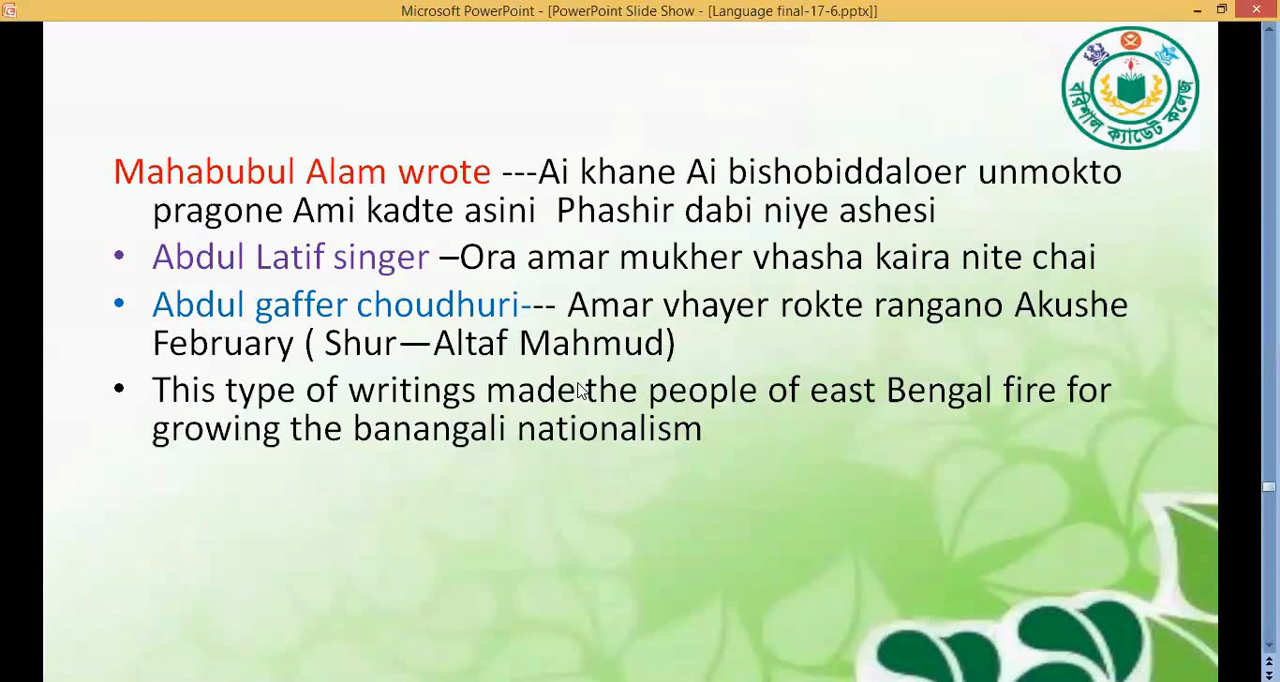 Microsoft PowerPoint - [PowerPoint Slide Show - [Language final-17-6.pptx]]
বরিশাল ক্যাডেট কলেজ
Mahabubul Alam wrote ---Ai khane Ai bishobiddaloer unmokto
pragone Ami kadte asini Phashir dabi niye ashesi
• Abdul Latif singer –Ora amar mukher vhasha kaira nite chai
• Abdul gaffer choudhuri--- Amar vhayer rokte rangano Akushe
February ( Shur—Altaf Mahmud)
• This type of writings made the people of east Bengal fire for
growing the banangali nationalism